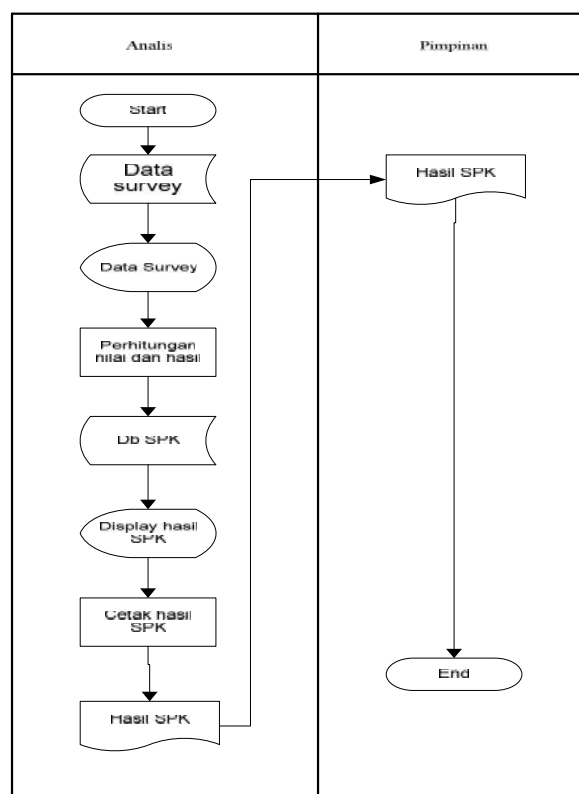 Analis
Pimpinan
Start
Data
survey
Data Survey
Perhitungan
nilai dan hasil
Db SPK
Display hasil
SPK
Cetak hasil
SPK
Hasil SPK
Hasil SPK
End